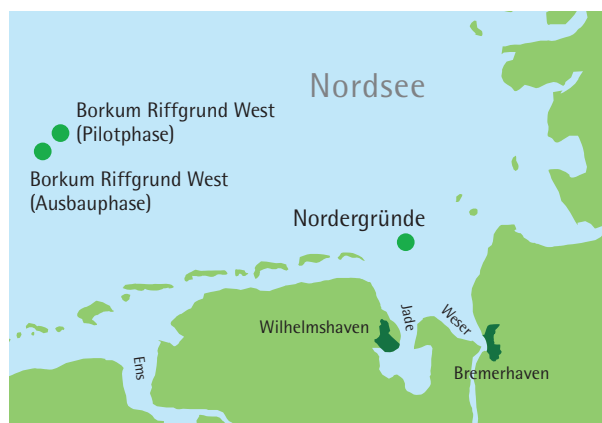 Nordsee
Borkum Riffgrund West
(Pilotphase)
Borkum Riffgrund West
(Ausbauphase)
Nordergründe
Wilhelmshaven
Jade
Weser
Ems
Bremerhaven